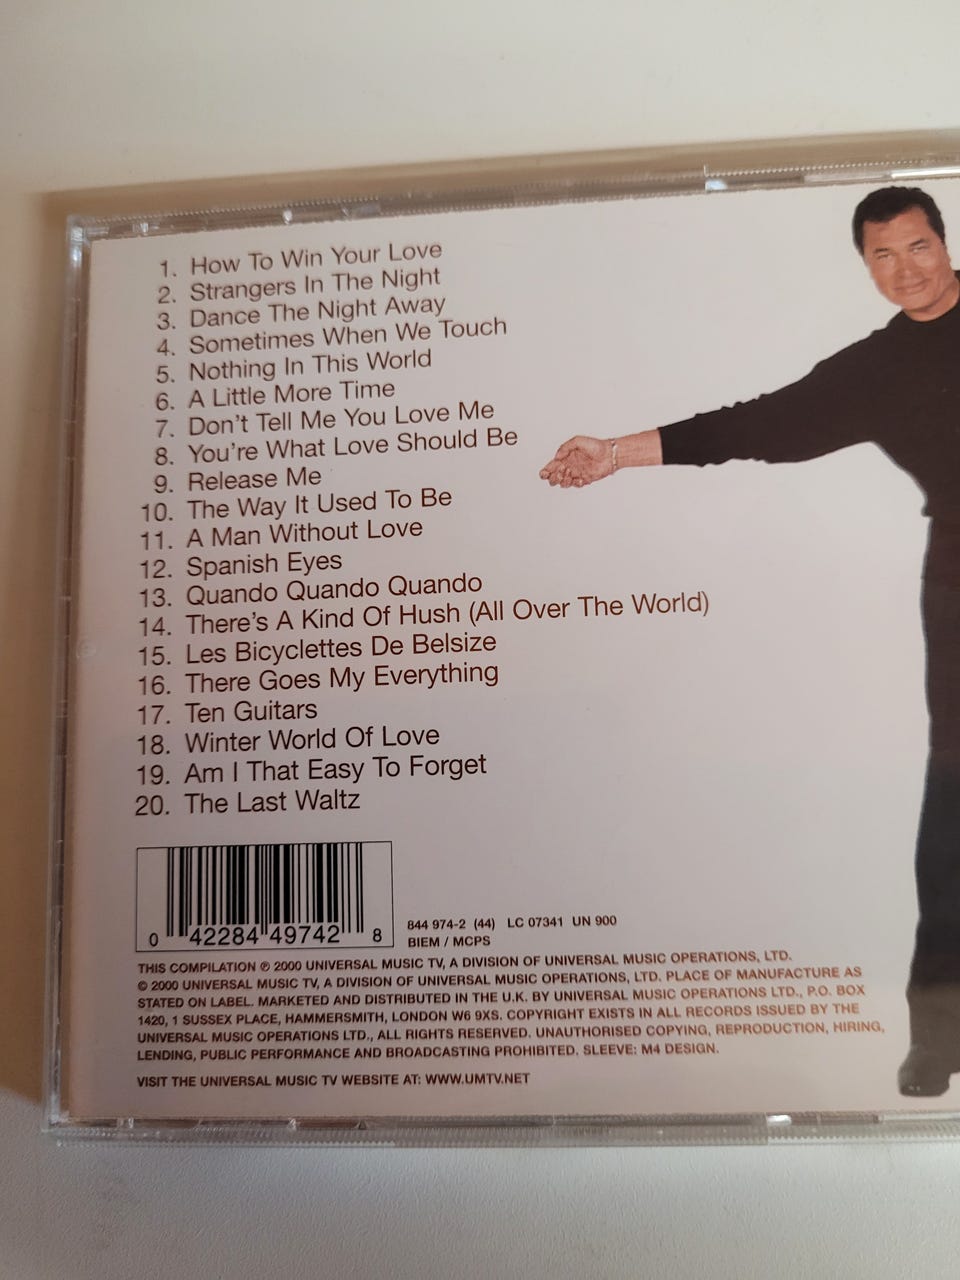 1. How To Win Your Love
2. Strangers In The Night
3. Dance The Night Away
4. Sometimes When We Touch
5. Nothing In This World
6. A Little More Time
7. Don't Tell Me You Love Me
8. You're What Love Should Be
9. Release Me
10. The Way It Used To Be
11. A Man Without Love
12. Spanish Eyes
13. Quando Quando Quando
14. There's A Kind Of Hush (All Over The World)
15. Les Bicyclettes De Belsize
16. There Goes My Everything
17. Ten Guitars
18. Winter World Of Love
19. Am I That Easy To Forget
20. The Last Waltz
0 42284 49742 8
844 974-2 (44) LC 07341 UN 900
BIEM / MCPS
THIS COMPILATION ℗ 2000 UNIVERSAL MUSIC TV, A DIVISION OF UNIVERSAL MUSIC OPERATIONS, LTD.
© 2000 UNIVERSAL MUSIC TV, A DIVISION OF UNIVERSAL MUSIC OPERATIONS, LTD. PLACE OF MANUFACTURE AS
STATED ON LABEL. MARKETED AND DISTRIBUTED IN THE U.K. BY UNIVERSAL MUSIC OPERATIONS LTD., P.O. BOX
1420, 1 SUSSEX PLACE, HAMMERSMITH, LONDON W6 9XS. COPYRIGHT EXISTS IN ALL RECORDS ISSUED BY THE
UNIVERSAL MUSIC OPERATIONS LTD., ALL RIGHTS RESERVED. UNAUTHORISED COPYING, REPRODUCTION, HIRING,
LENDING, PUBLIC PERFORMANCE AND BROADCASTING PROHIBITED. SLEEVE: M4 DESIGN.
VISIT THE UNIVERSAL MUSIC TV WEBSITE AT: WWW.UMTV.NET